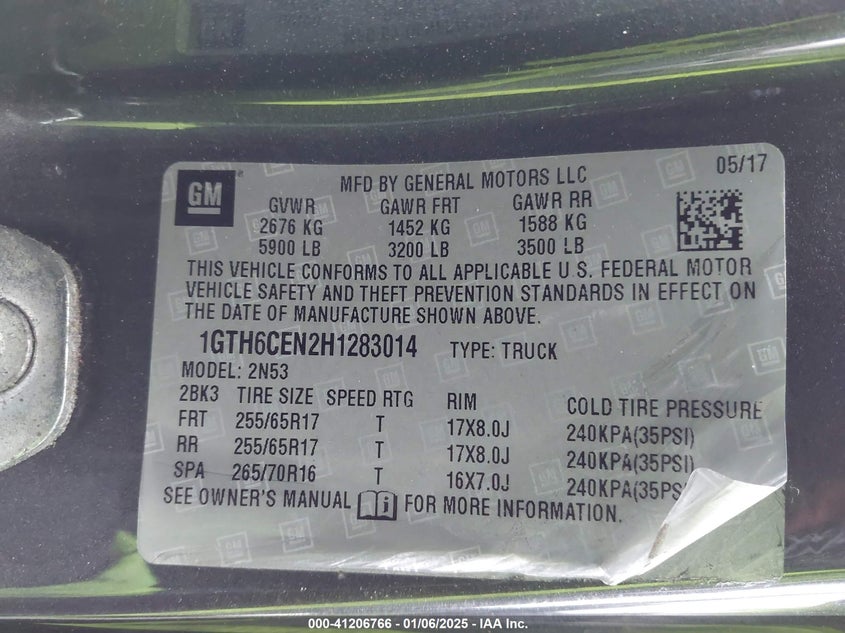 GM
MFD BY GENERAL MOTORS LLC
05/17
GVWR GAWR FRT GAWR RR
2676 KG 1452 KG 1588 KG
5900 LB 3200 LB 3500 LB
THIS VEHICLE CONFORMS TO ALL APPLICABLE U.S. FEDERAL MOTOR
VEHICLE SAFETY AND THEFT PREVENTION STANDARDS IN EFFECT ON
THE DATE OF MANUFACTURE SHOWN ABOVE.
1GTH6CEN2H1283014 TYPE: TRUCK
MODEL: 2N53
2BK3 TIRE SIZE SPEED RTG RIM COLD TIRE PRESSURE
FRT 255/65R17 T 17X8.0J 240KPA(35PSI)
RR 255/65R17 T 17X8.0J 240KPA(35PSI)
SPA 265/70R16 T 16X7.0J 240KPA(35PS
SEE OWNER'S MANUAL FOR MORE INFORMATION.
000-41206766 - 01/06/2025 - IAA Inc.